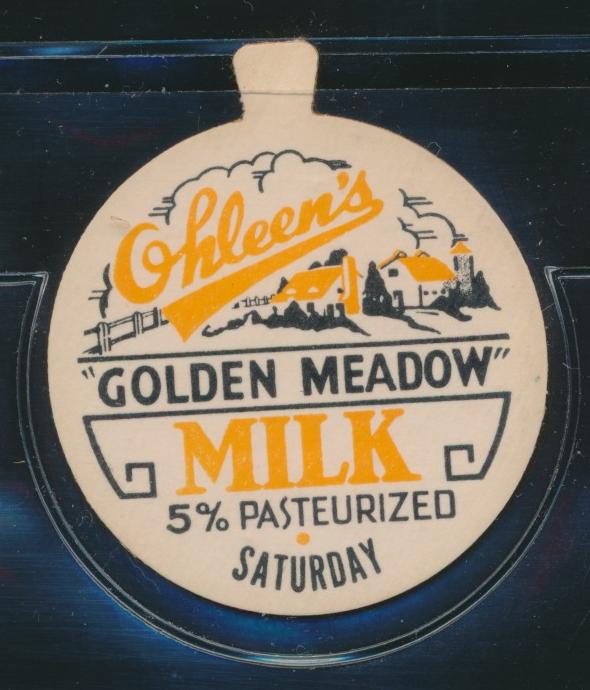 Ohleen's
"GOLDEN MEADOW"
MILK
5% PASTEURIZED
SATURDAY